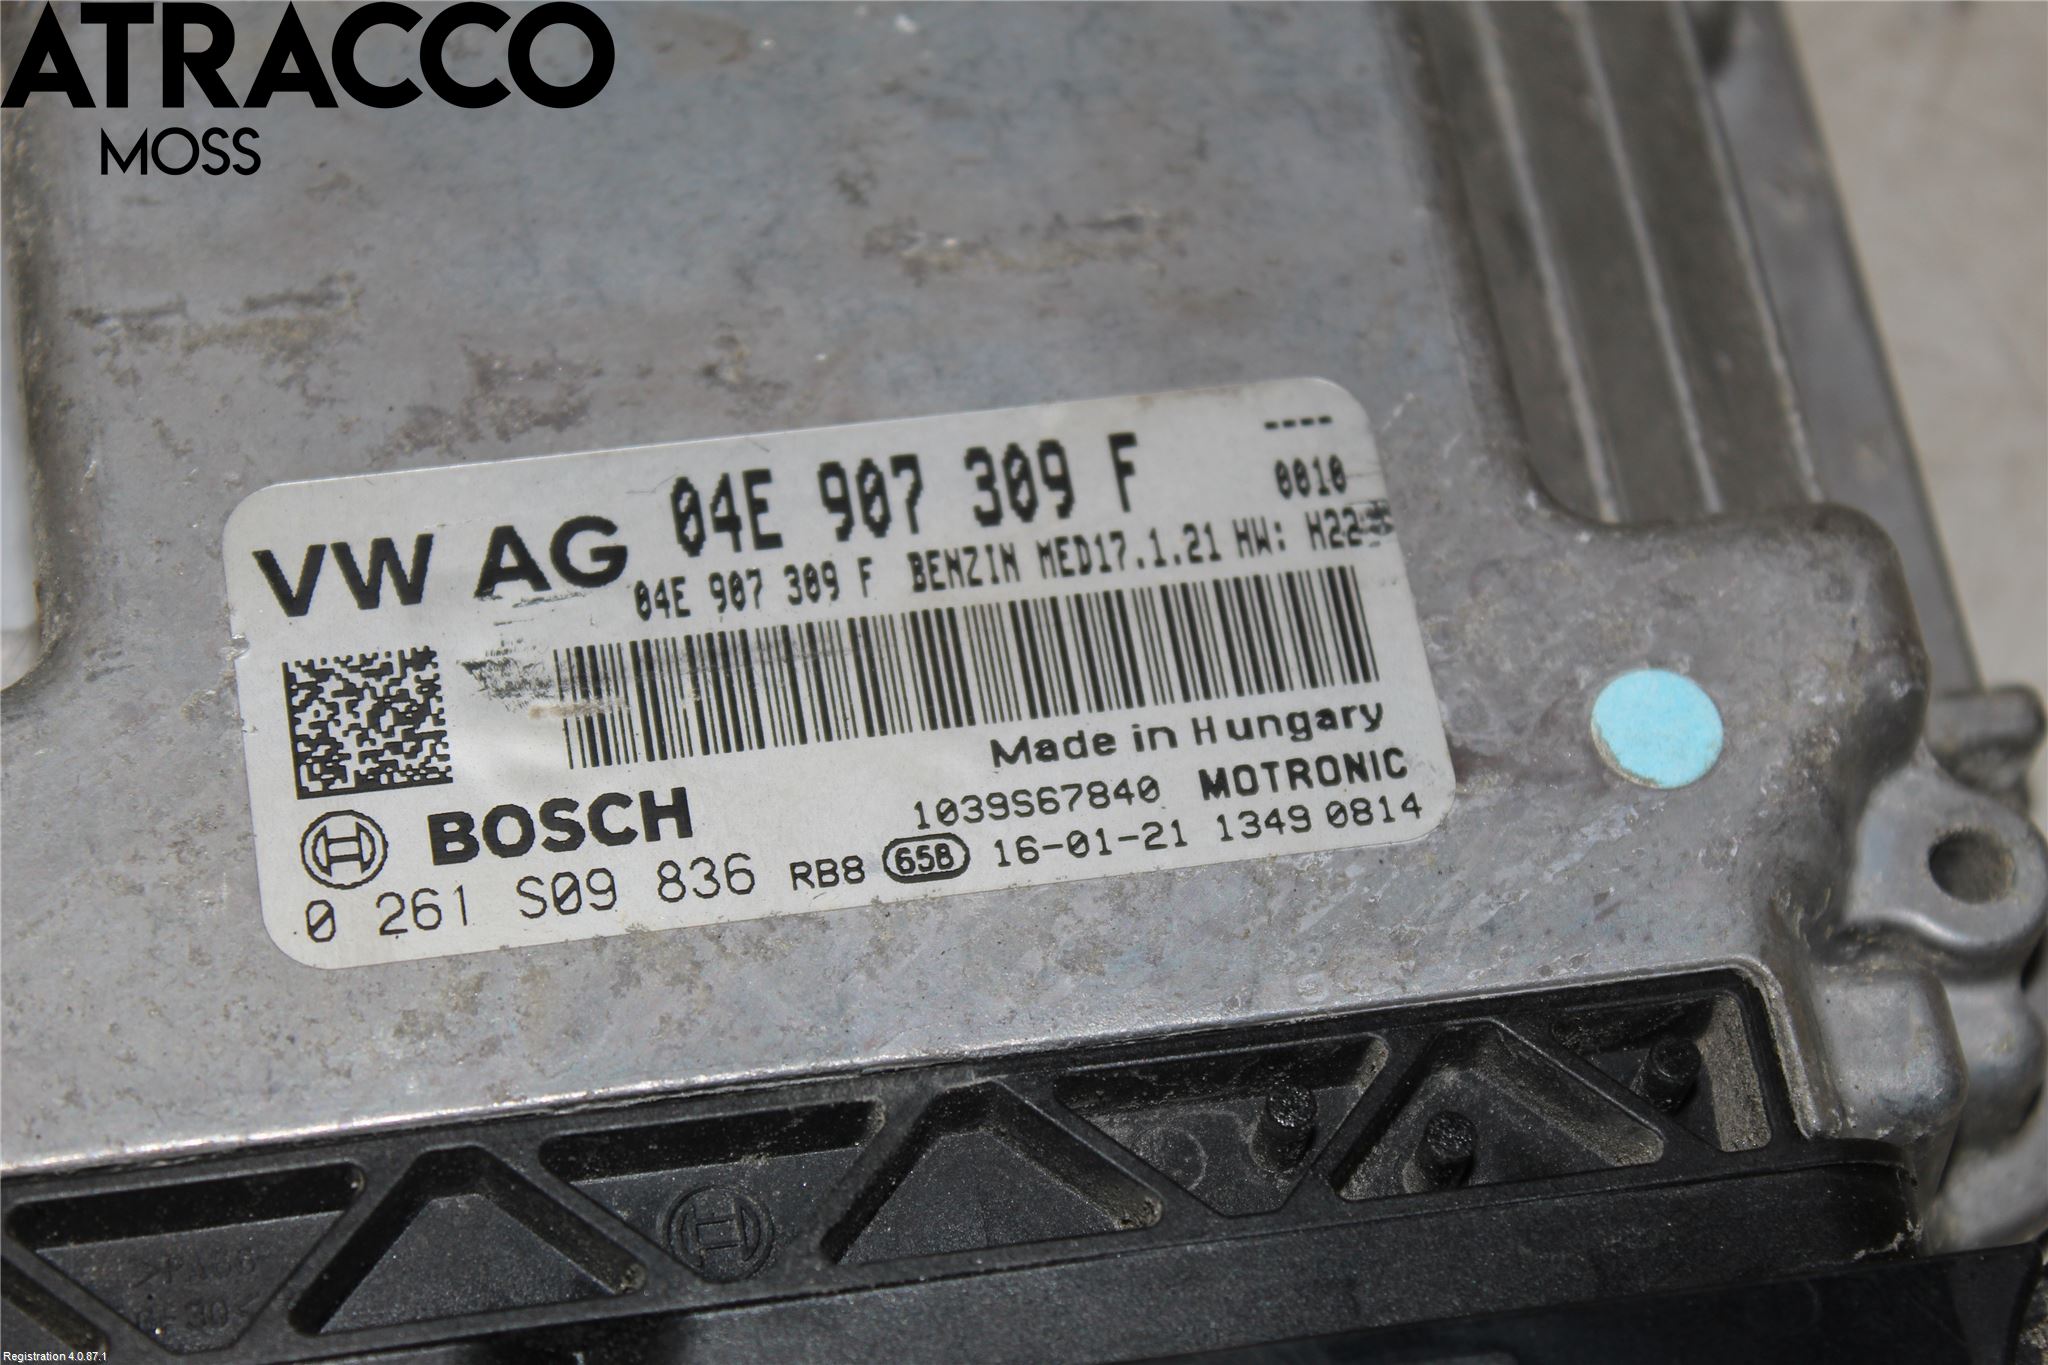 ATRACCO
MOSS
----
VW AG 04E 907 309 F 0010
04E 907 309 F BENZIN MED17.1.21 HW: H22
Made in Hungary
BOSCH 1039S67840 MOTRONIC
0 261 S09 836 RB8 658 16-01-21 1349 0814
>PA66
GF30<
Registration 4.0.87.1